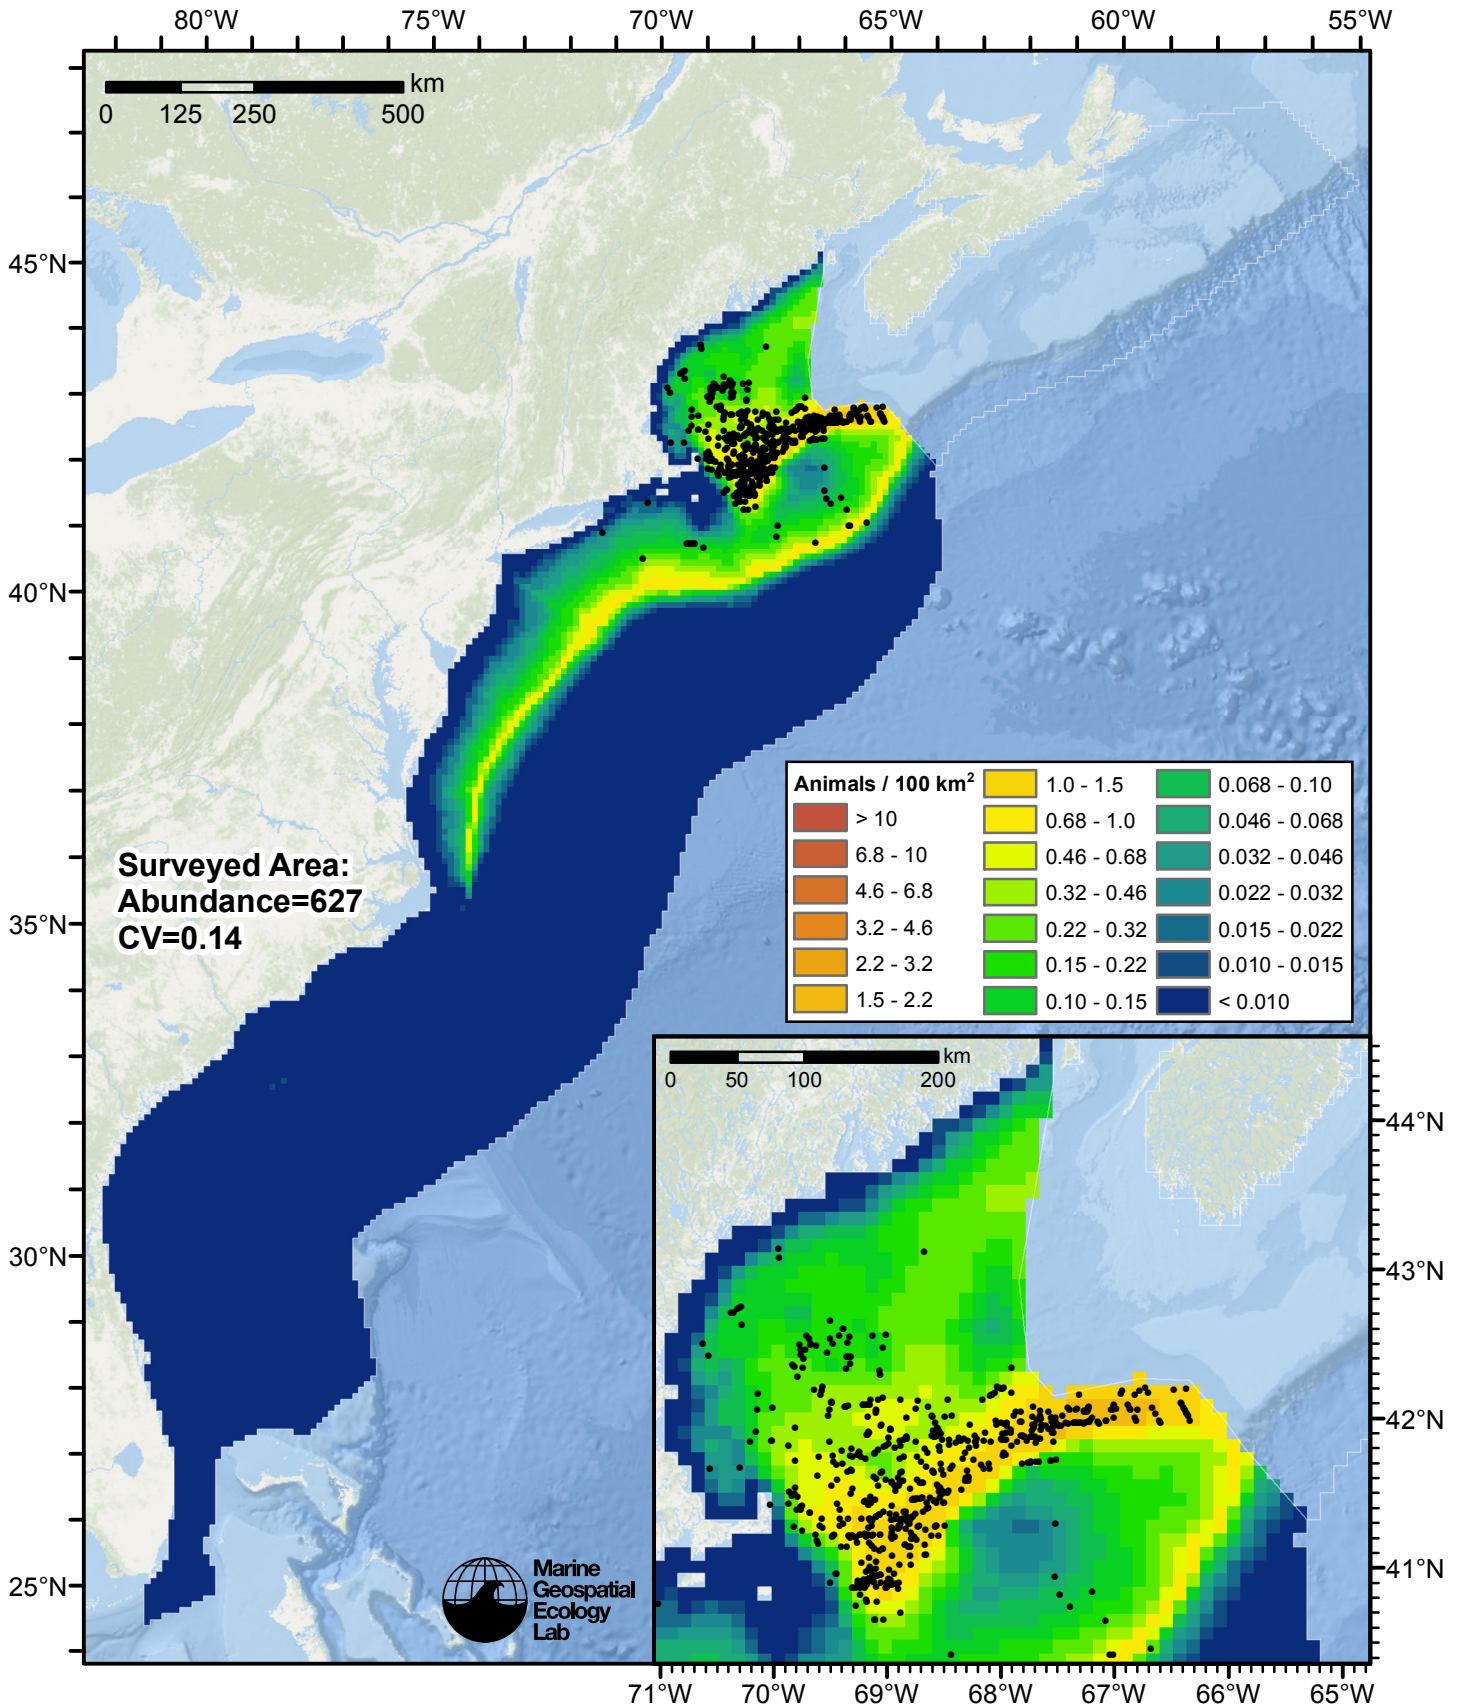 80°W 75°W 70°W 65°W 60°W 55°W
km
0 125 250 500
45°N
40°N
35°N
30°N
25°N
Surveyed Area:
Abundance=627
CV=0.14
Animals / 100 km²
> 10
6.8 - 10
4.6 - 6.8
3.2 - 4.6
2.2 - 3.2
1.5 - 2.2
1.0 - 1.5
0.68 - 1.0
0.46 - 0.68
0.32 - 0.46
0.22 - 0.32
0.15 - 0.22
0.10 - 0.15
0.068 - 0.10
0.046 - 0.068
0.032 - 0.046
0.022 - 0.032
0.015 - 0.022
0.010 - 0.015
< 0.010
km
0 50 100 200
44°N
43°N
42°N
41°N
Marine
Geospatial
Ecology
Lab
71°W 70°W 69°W 68°W 67°W 66°W 65°W